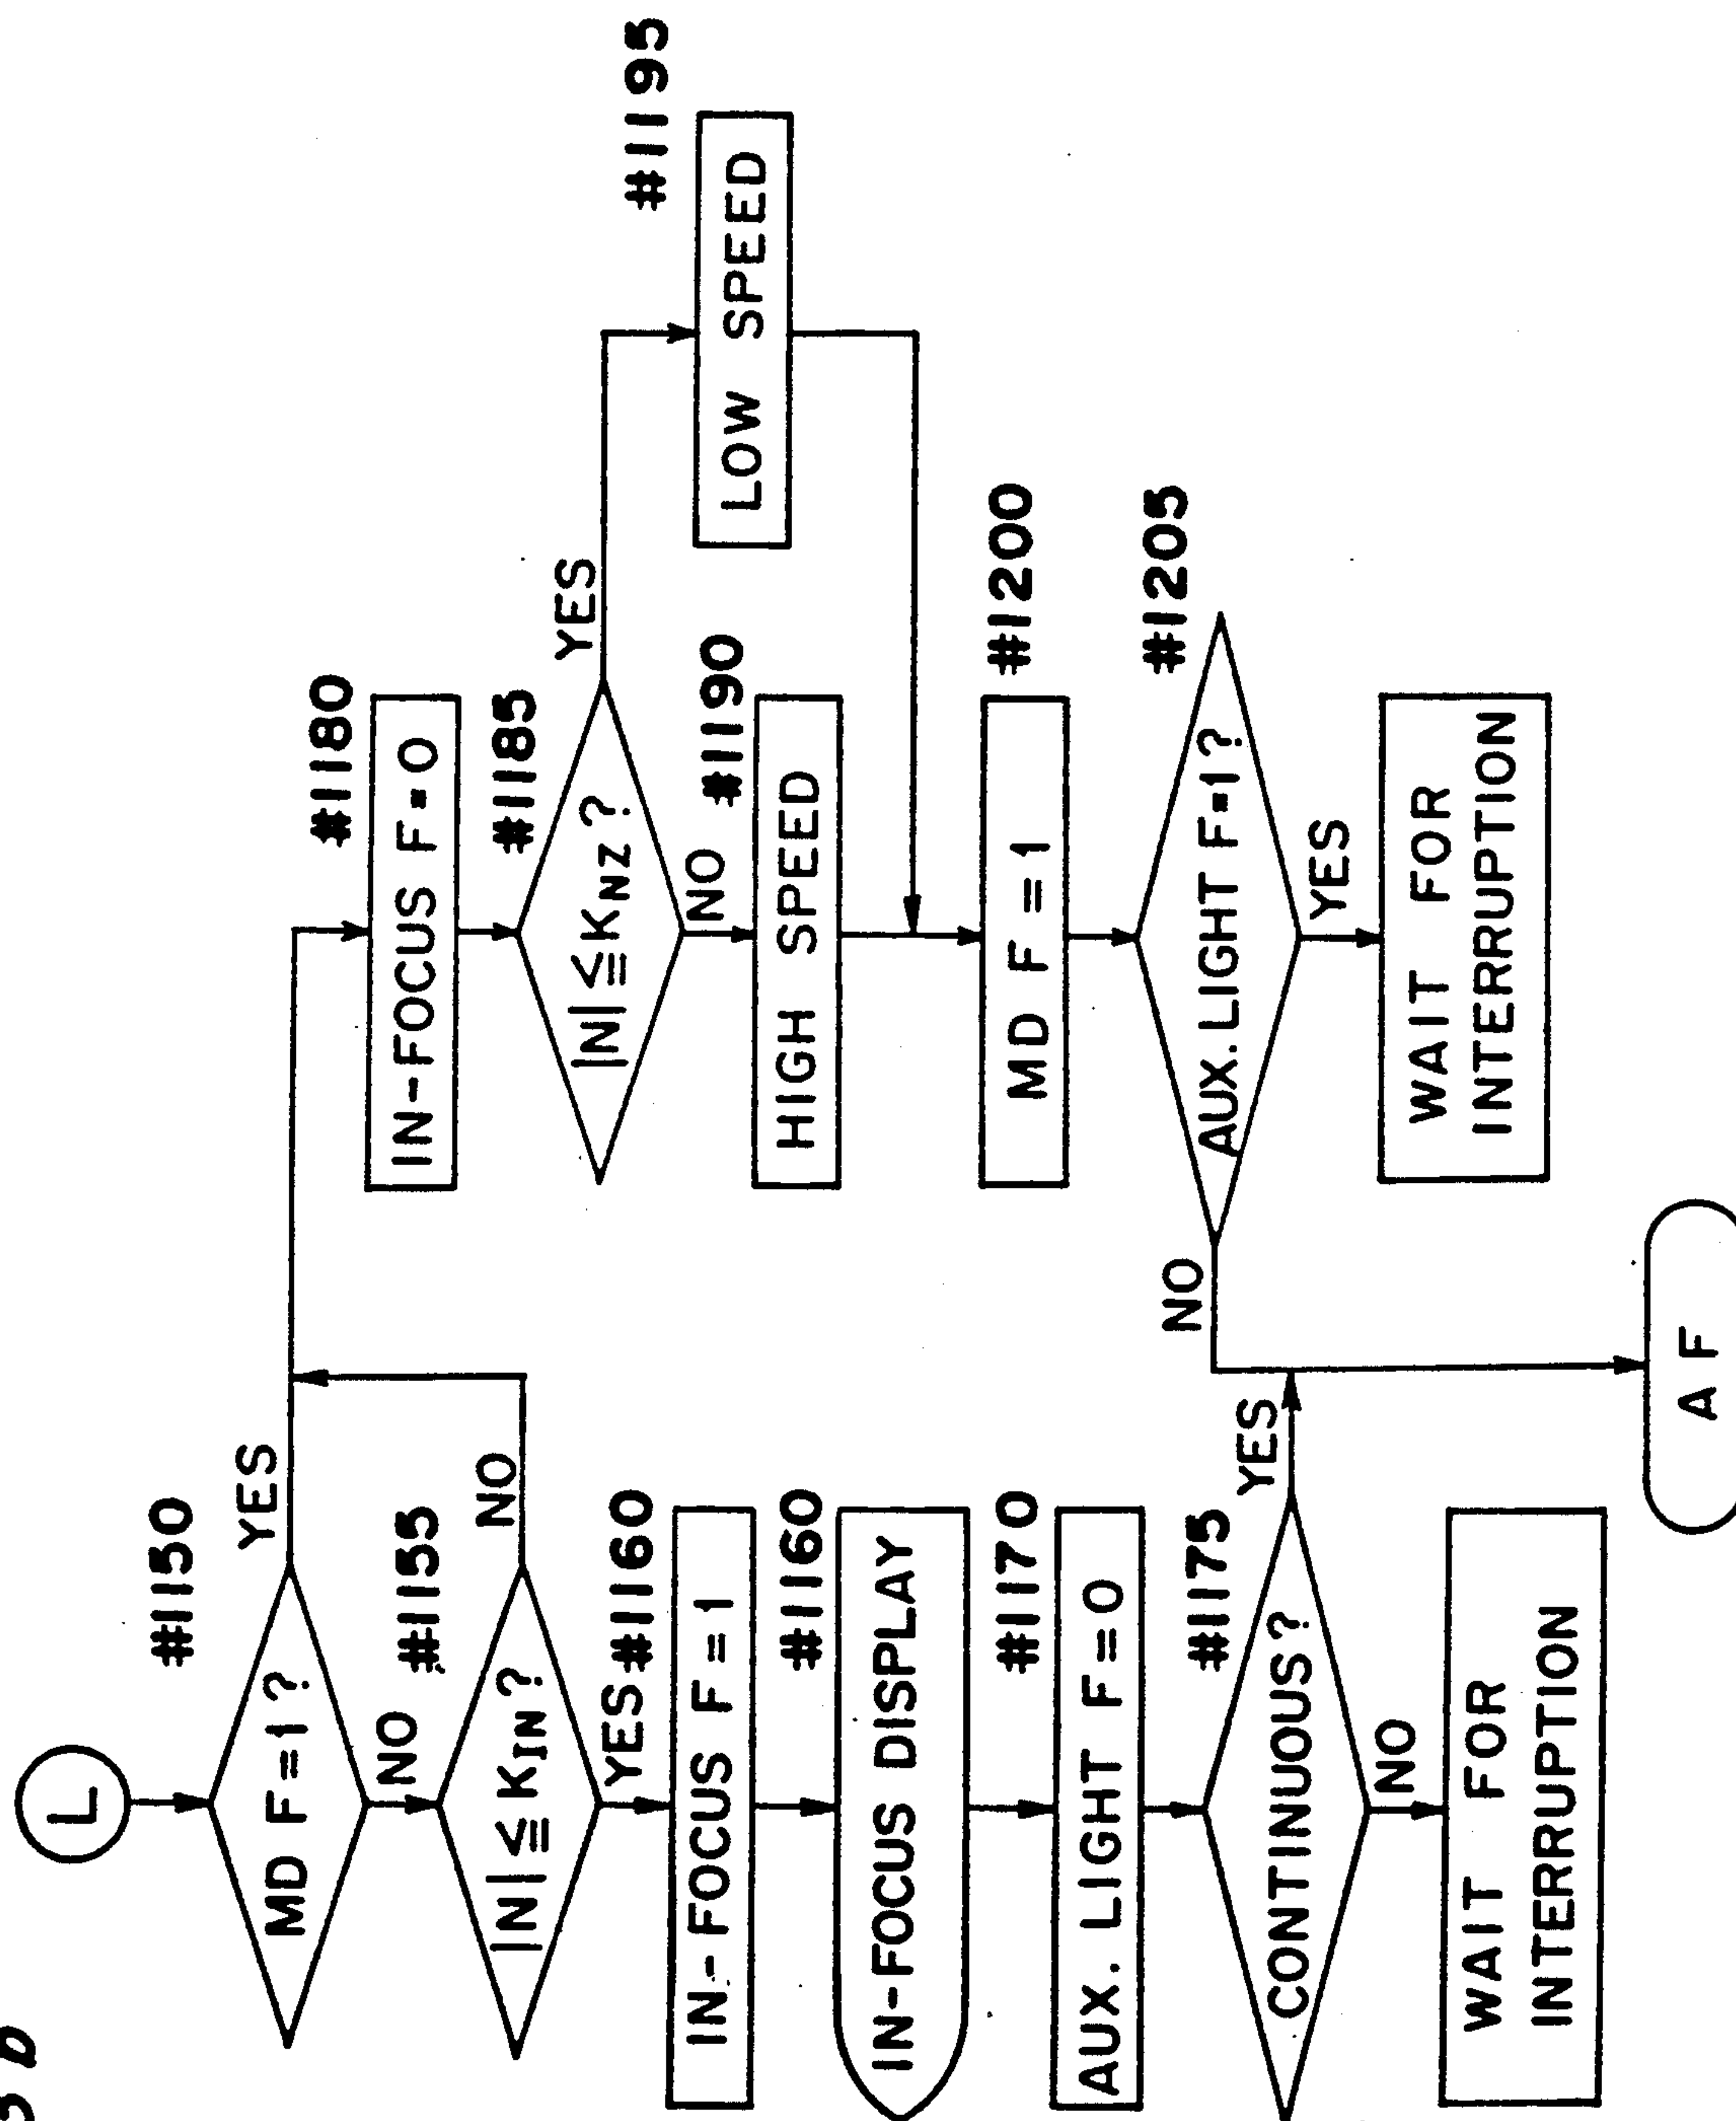 L
#1150
MD F=1?
YES
NO
#1155
|N|≦KIN?
NO
YES #1160
IN-FOCUS F=1
#1160
IN-FOCUS DISPLAY
#1170
AUX. LIGHT F=0
#1175
CONTINUOUS?
YES
NO
WAIT FOR
INTERRUPTION
#1180
IN-FOCUS F=0
#1185
|N|≦KNZ?
YES
NO
#1190
HIGH SPEED
#1195
LOW SPEED
#1200
MD F=1
#1205
AUX.LIGHT F=1?
NO
YES
WAIT FOR
INTERRUPTION
AF